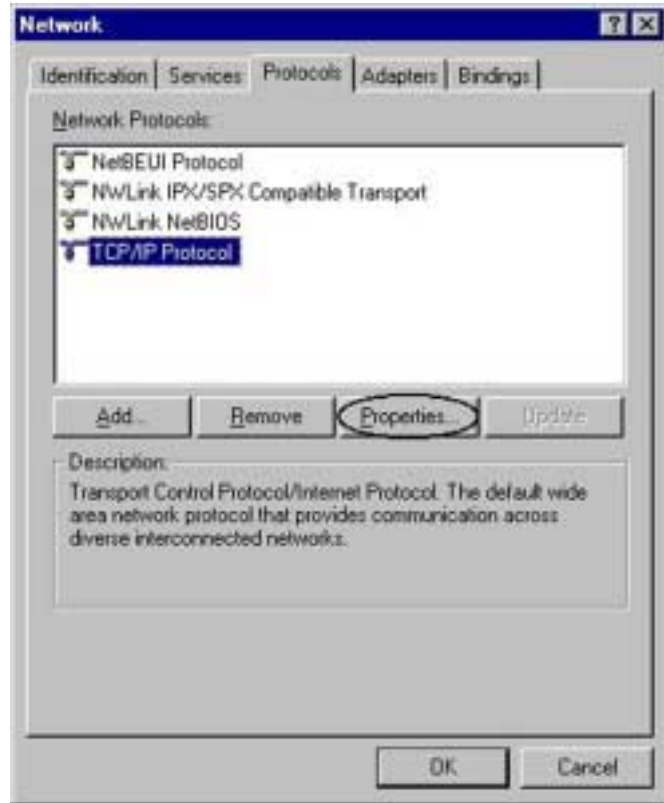 Network
Identification Services Protocols Adapters Bindings
Network Protocols:
NetBEUI Protocol
NWLink IPX/SPX Compatible Transport
NWLink NetBIOS
TCP/IP Protocol
Add... Remove Properties... Update
Description:
Transport Control Protocol/Internet Protocol. The default wide
area network protocol that provides communication across
diverse interconnected networks.
OK Cancel